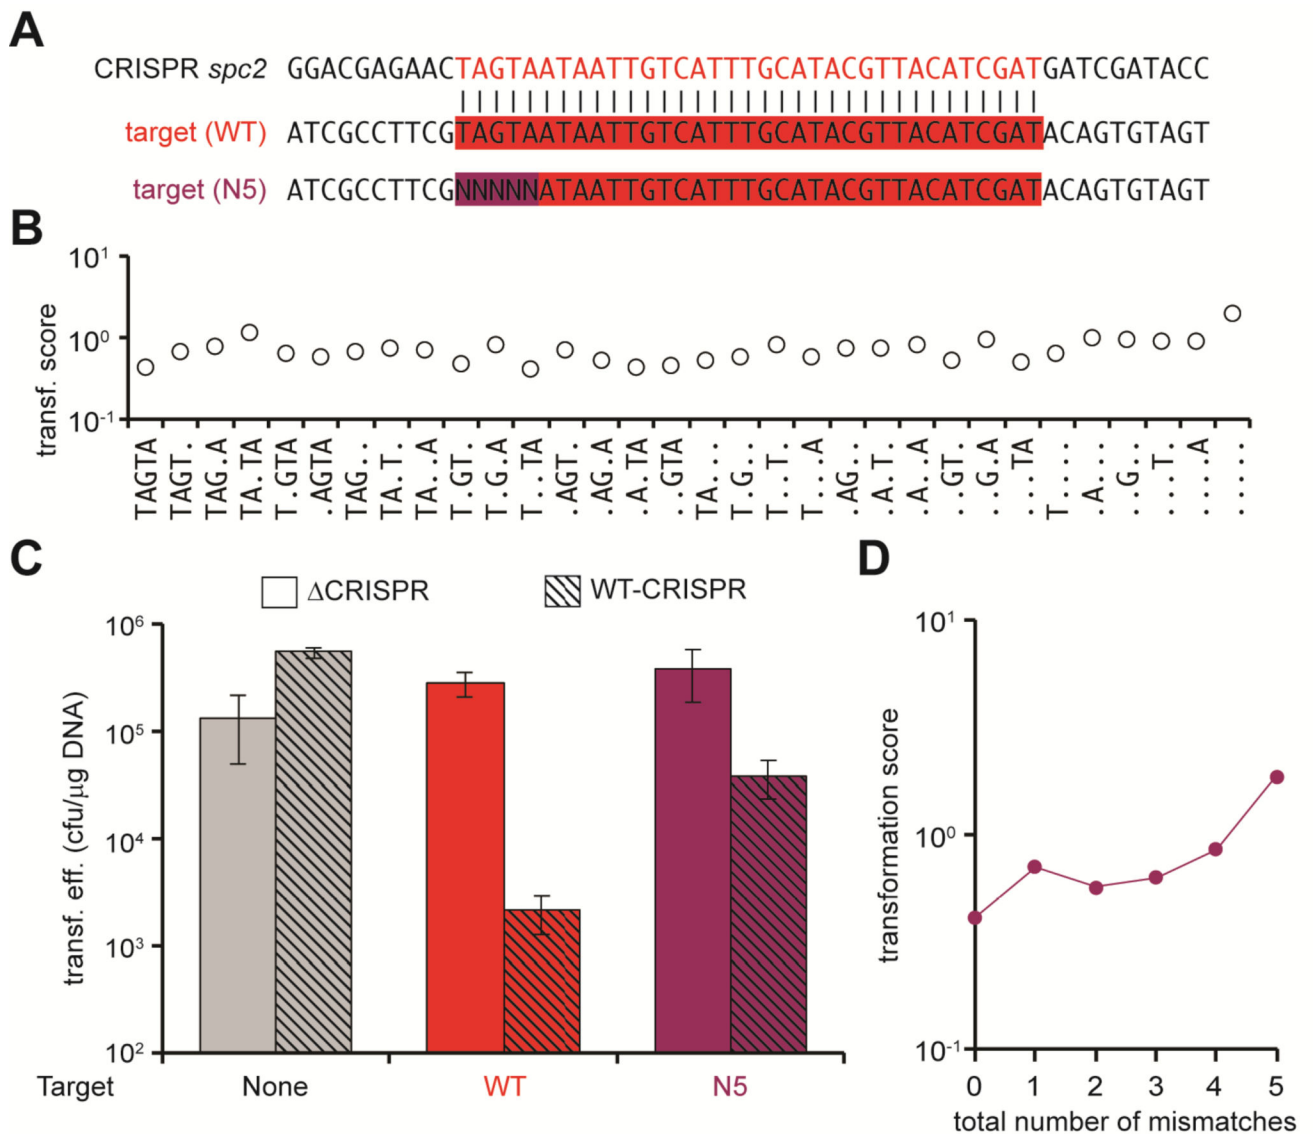 A
CRISPR spc2 GGACGAGAACTAGTAATAATTGTCATTTGCATACGTTACATCGATGATCGATACC
target (WT) ATCGCCTTCGTAGTAATAATTGTCATTTGCATACGTTACATCGATACAGTGTAGT
target (N5) ATCGCCTTCGNNNNNATAATTGTCATTTGCATACGTTACATCGATACAGTGTAGT
B
transf. score
10¹
10⁰
10⁻¹
TAGTA
TAGT.
TAG.A
TA.TA
T.GTA
.AGTA
TAG..
TA.T.
TA..A
T.GT.
T.G.A
T..TA
.AGT.
.AG.A
.A.TA
..GTA
TA...
T.G..
T..T.
T...A
.AG..
.A.T.
.A..A
..GT.
..G.A
...TA
T....
.A...
..G..
...T.
....A
.....
C
ΔCRISPR
WT-CRISPR
transf. eff. (cfu/μg DNA)
10⁶
10⁵
10⁴
10³
10²
Target None WT N5
D
transformation score
10¹
10⁰
10⁻¹
0 1 2 3 4 5
total number of mismatches